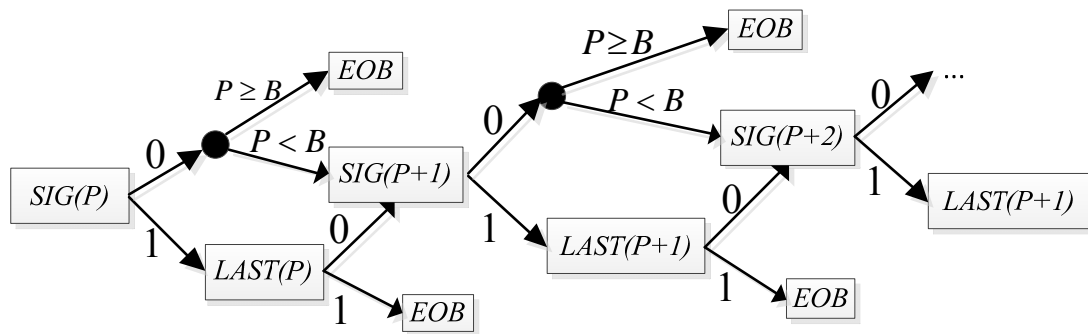 P ≥ B
EOB
P < B
0
SIG(P)
1
LAST(P)
0
1
EOB
SIG(P+1)
0
P≥B
EOB
P < B
1
LAST(P+1)
0
1
EOB
SIG(P+2)
0
...
1
LAST(P+1)